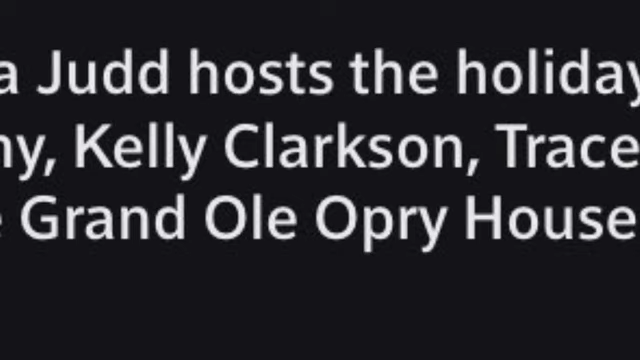 a Judd hosts the holiday
ny, Kelly Clarkson, Trace
e Grand Ole Opry House